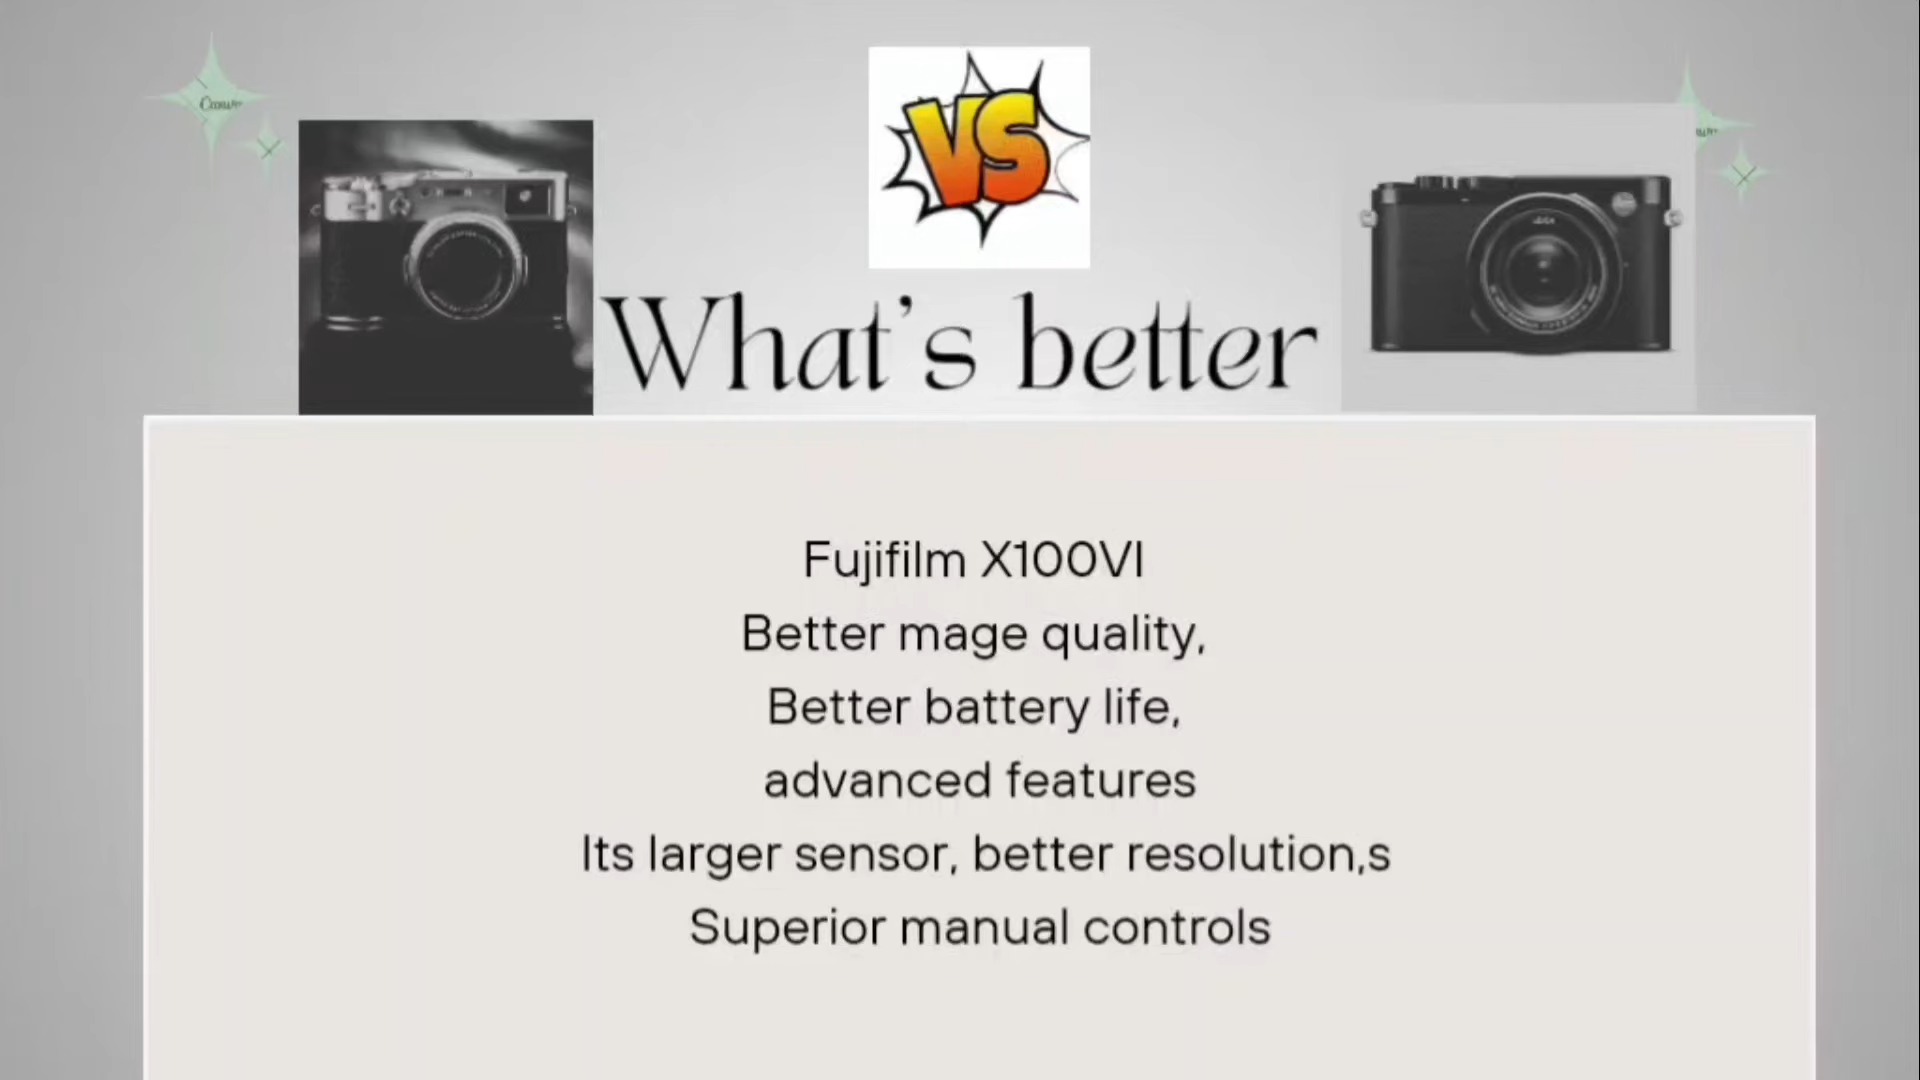 Canva
VS
What's better
Fujifilm X100VI
Better mage quality,
Better battery life,
advanced features
Its larger sensor, better resolution,s
Superior manual controls